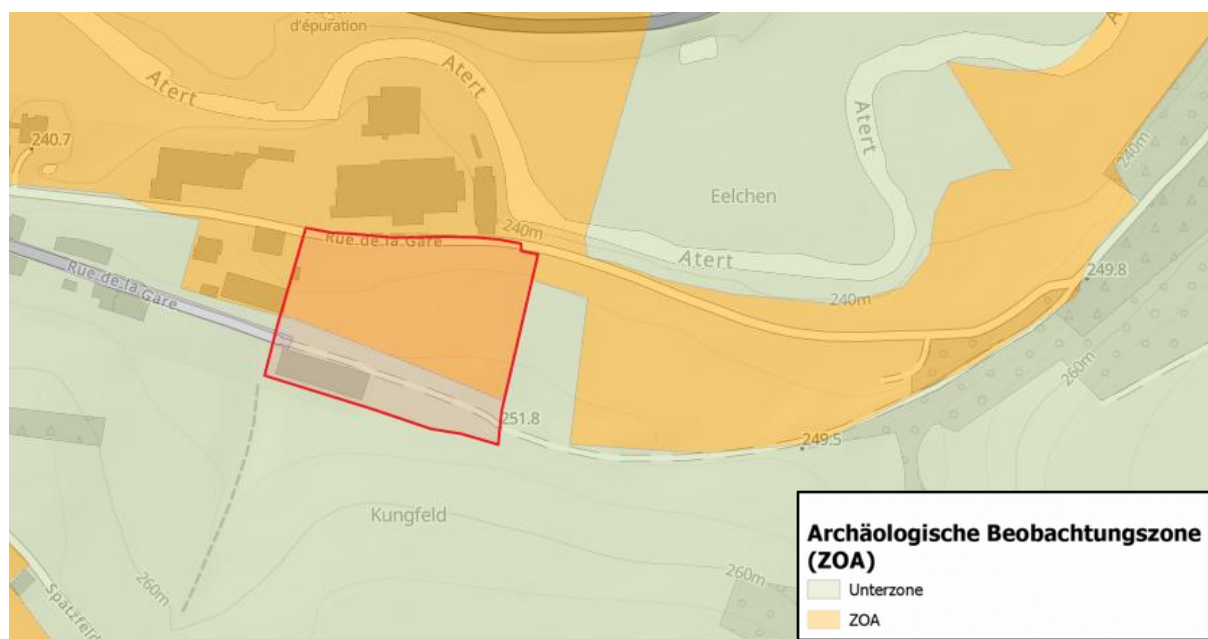 d'épuration
Atert
Atert
Atert
240.7
Eelchen
240m
240m
Rue de la Gare
Atert
249.8
Rue de la Gare
240m
260m
251.8
249.5
Kungfeld
260m
260m
Spätzfeld
Archäologische Beobachtungszone
(ZOA)
Unterzone
ZOA